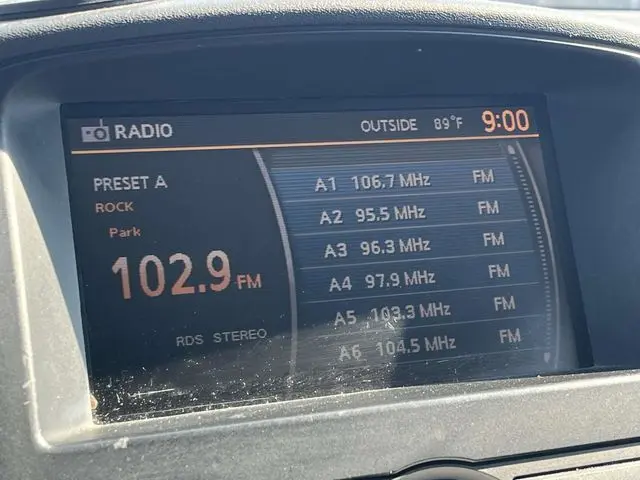 RADIO OUTSIDE 89°F 9:00
PRESET A
ROCK
Park
102.9 FM
RDS STEREO
A1 106.7 MHz FM
A2 95.5 MHz FM
A3 96.3 MHz FM
A4 97.9 MHz FM
A5 103.3 MHz FM
A6 104.5 MHz FM